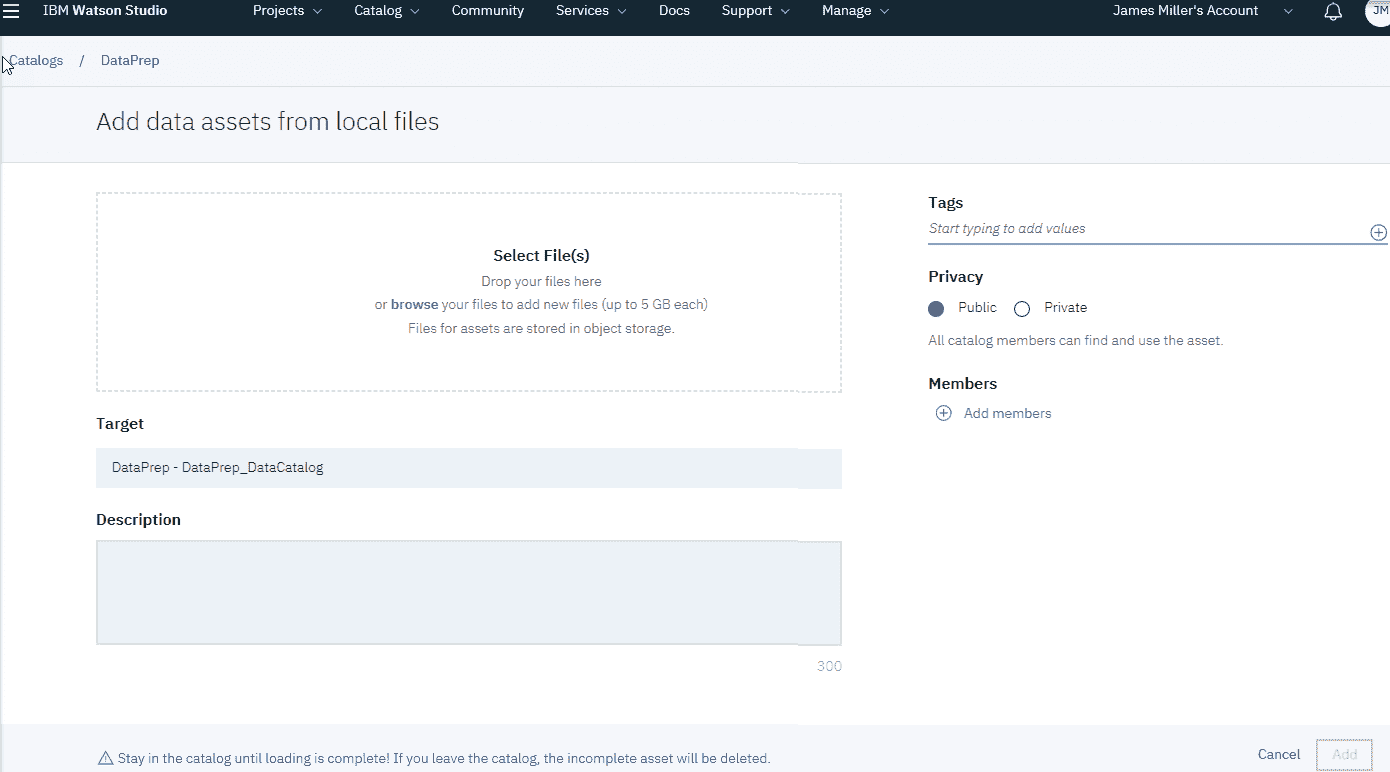 IBM Watson Studio Projects Catalog Community Services Docs Support Manage James Miller's Account JM
Catalogs / DataPrep
Add data assets from local files
Select File(s)
Drop your files here
or browse your files to add new files (up to 5 GB each)
Files for assets are stored in object storage.
Target
DataPrep - DataPrep_DataCatalog
Description
300
Tags
Start typing to add values
Privacy
Public Private
All catalog members can find and use the asset.
Members
Add members
Stay in the catalog until loading is complete! If you leave the catalog, the incomplete asset will be deleted.
Cancel Add